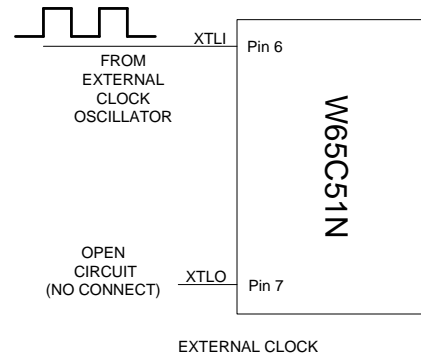 XTLI
Pin 6
FROM
EXTERNAL
CLOCK
OSCILLATOR
W65C51N
OPEN
CIRCUIT
(NO CONNECT)
XTLO
Pin 7
EXTERNAL CLOCK